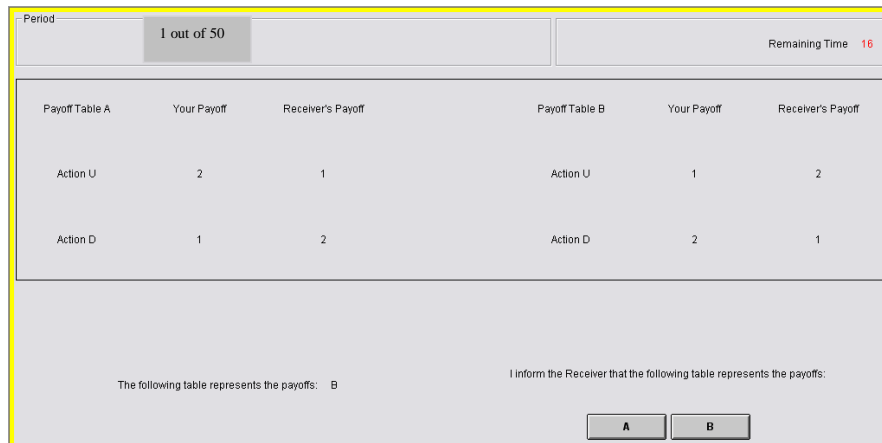 Period
1 out of 50
Remaining Time 16
Payoff Table A Your Payoff Receiver's Payoff Payoff Table B Your Payoff Receiver's Payoff
Action U 2 1 Action U 1 2
Action D 1 2 Action D 2 1
I inform the Receiver that the following table represents the payoffs:
The following table represents the payoffs: B
A B